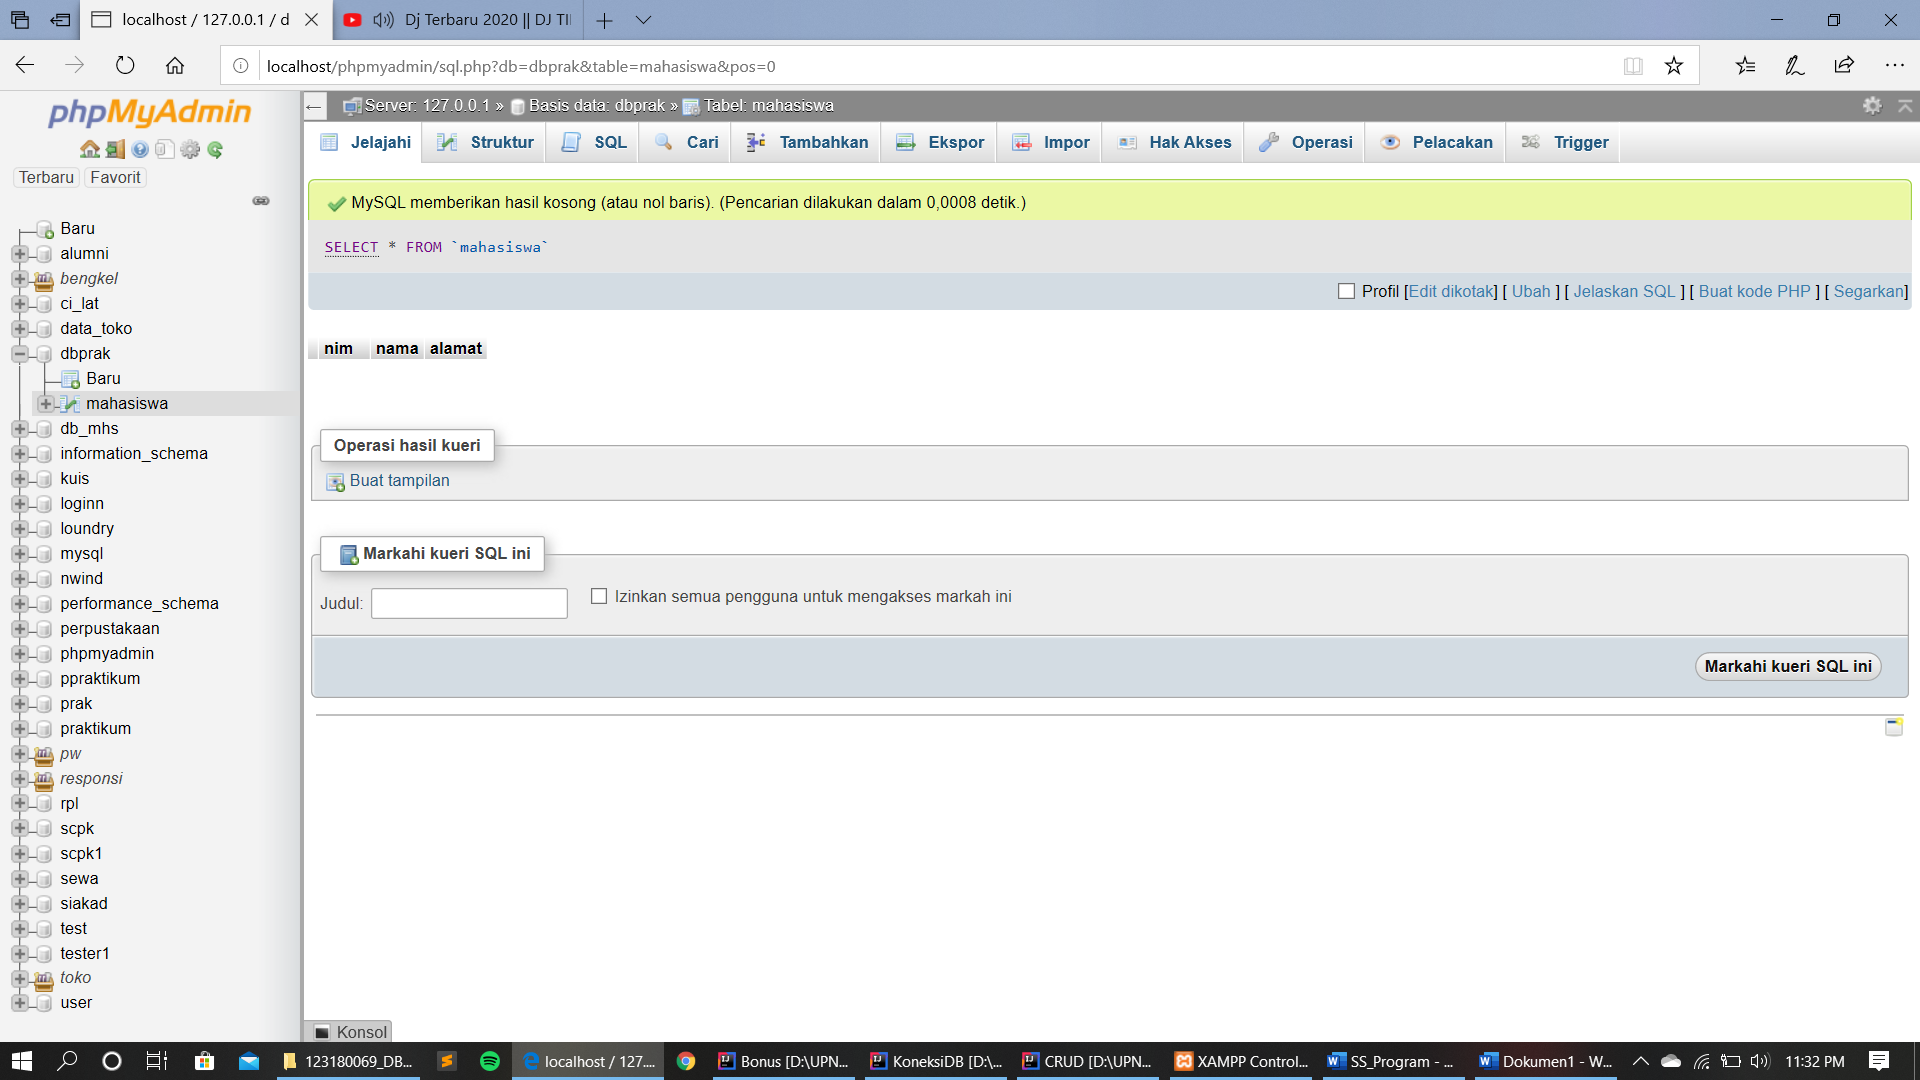 localhost / 127.0.0.1 / d
Dj Terbaru 2020 || DJ TI
localhost/phpmyadmin/sql.php?db=dbprak&table=mahasiswa&pos=0
phpMyAdmin
Terbaru
Favorit
Baru
alumni
bengkel
ci_lat
data_toko
dbprak
Baru
mahasiswa
db_mhs
information_schema
kuis
loginn
loundry
mysql
nwind
performance_schema
perpustakaan
phpmyadmin
ppraktikum
prak
praktikum
pw
responsi
rpl
scpk
scpk1
sewa
siakad
test
tester1
toko
user
Server: 127.0.0.1 » Basis data: dbprak » Tabel: mahasiswa
Jelajahi Struktur SQL Cari Tambahkan Ekspor Impor Hak Akses Operasi Pelacakan Trigger
MySQL memberikan hasil kosong (atau nol baris). (Pencarian dilakukan dalam 0,0008 detik.)
SELECT * FROM `mahasiswa`
Profil [Edit dikotak] [ Ubah ] [ Jelaskan SQL ] [ Buat kode PHP ] [ Segarkan]
nim nama alamat
Operasi hasil kueri
Buat tampilan
Markahi kueri SQL ini
Judul:
Izinkan semua pengguna untuk mengakses markah ini
Markahi kueri SQL ini
Konsol
123180069_DB...
localhost / 127....
Bonus [D:\UPN...
KoneksiDB [D:\...
CRUD [D:\UPN...
XAMPP Control...
SS_Program - ...
Dokumen1 - W...
11:32 PM